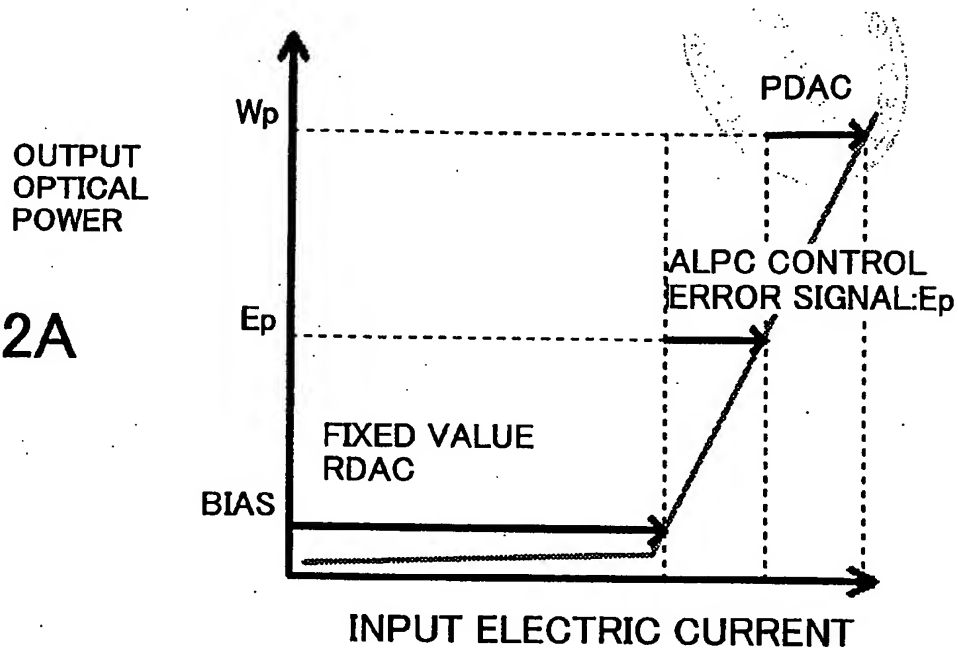 PDAC
Wp
OUTPUT
OPTICAL
POWER
ALPC CONTROL
ERROR SIGNAL:Ep
Ep
2A
FIXED VALUE
RDAC
BIAS
INPUT ELECTRIC CURRENT